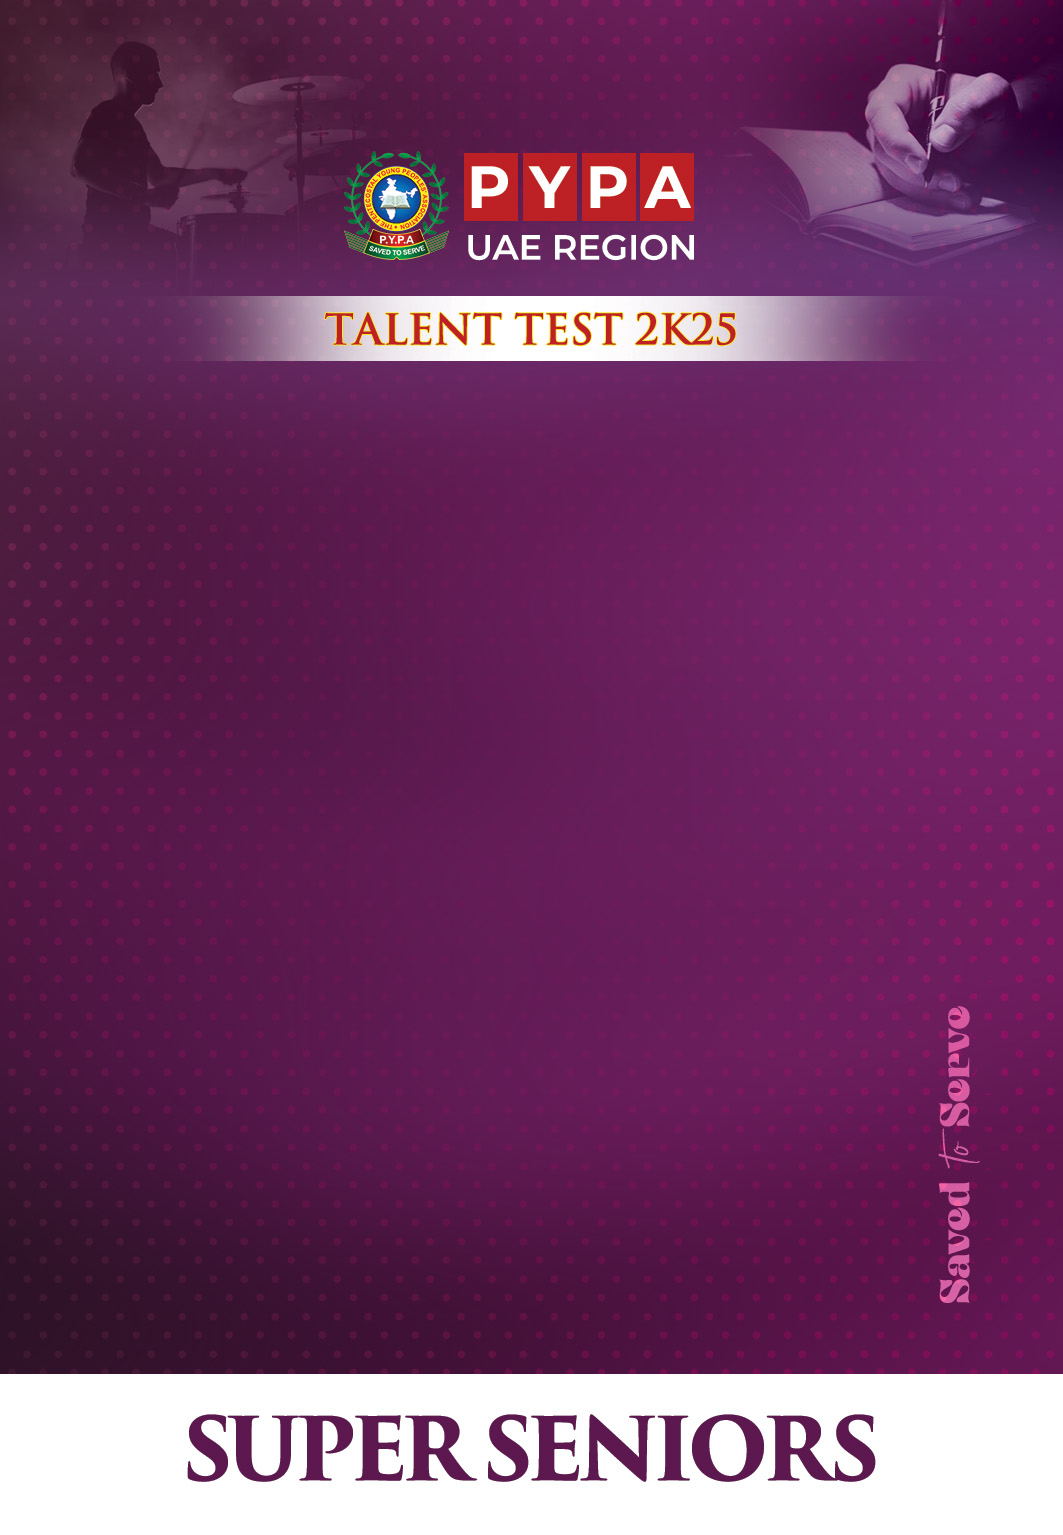 THE PENTECOSTAL YOUNG PEOPLES' ASSOCIATION
P.Y.P.A
SAVED TO SERVE
PYPA
UAE REGION
TALENT TEST 2K25
Saved to Serve
SUPER SENIORS